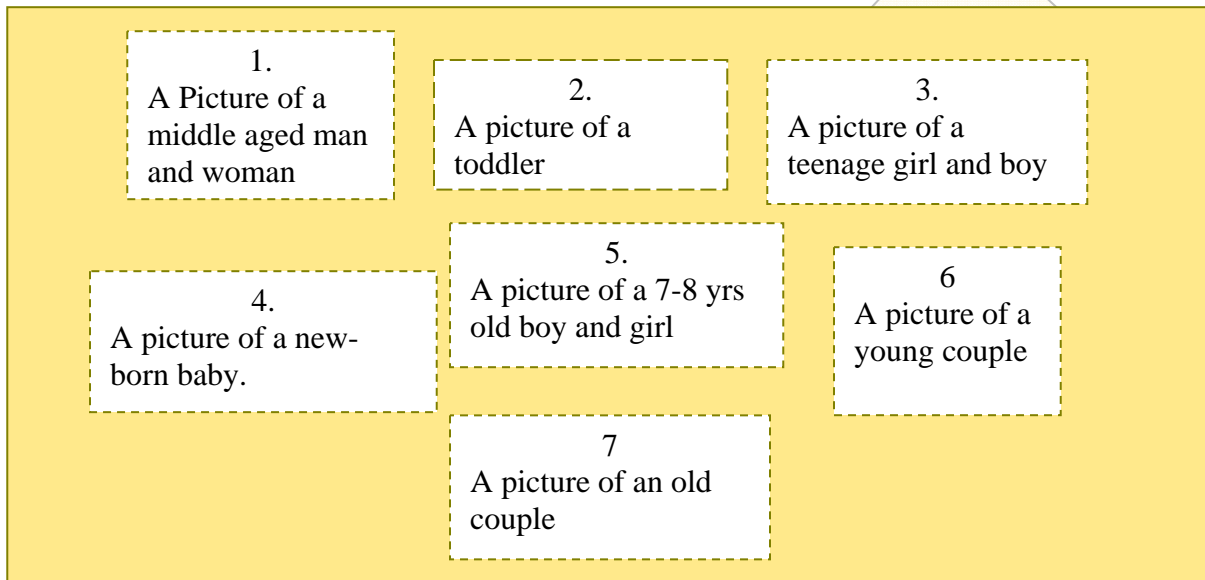 1.
A Picture of a
middle aged man
and woman
2.
A picture of a
toddler
3.
A picture of a
teenage girl and boy
4.
A picture of a new-
born baby.
5.
A picture of a 7-8 yrs
old boy and girl
6
A picture of a
young couple
7
A picture of an old
couple